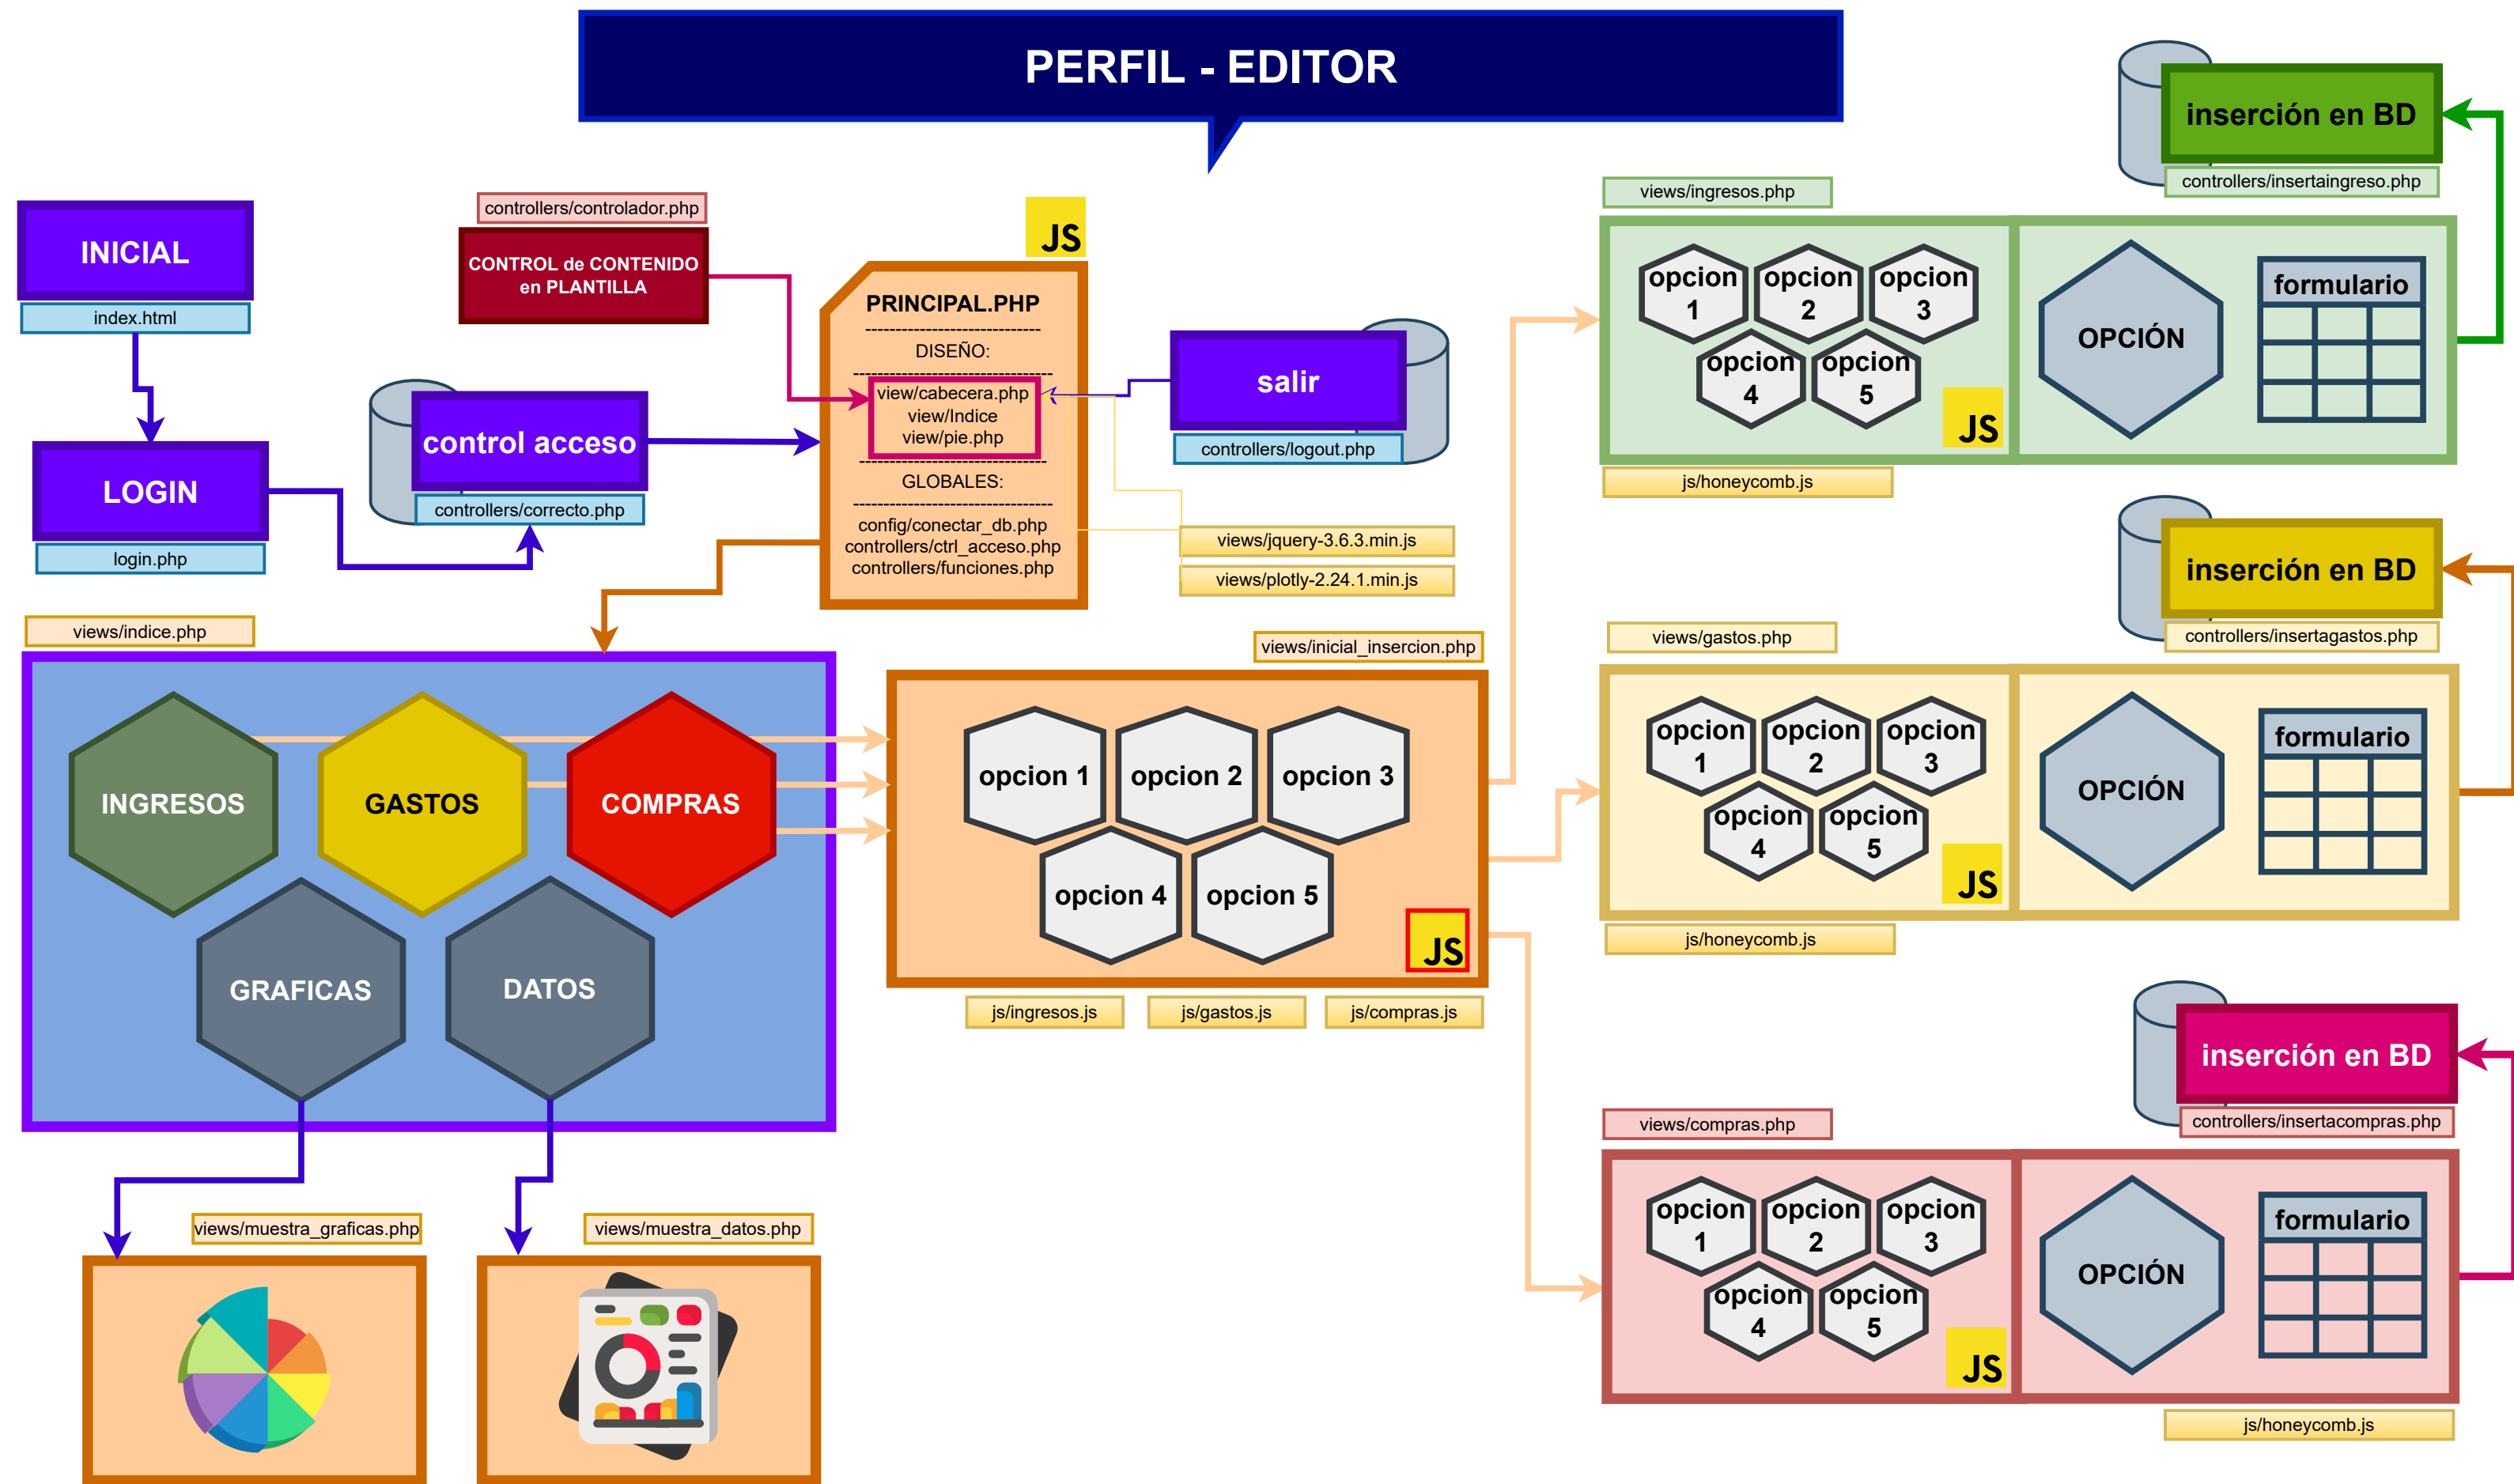 PERFIL - EDITOR
INICIAL
index.html
LOGIN
login.php
controllers/controlador.php
CONTROL de CONTENIDO
en PLANTILLA
control acceso
controllers/correcto.php
JS
PRINCIPAL.PHP
------------------------------
DISEÑO:
----------------------------------
view/cabecera.php
view/Indice
view/pie.php
--------------------------------
GLOBALES:
----------------------------------
config/conectar_db.php
controllers/ctrl_acceso.php
controllers/funciones.php
salir
controllers/logout.php
views/jquery-3.6.3.min.js
views/plotly-2.24.1.min.js
views/indice.php
INGRESOS
GASTOS
COMPRAS
GRAFICAS
DATOS
views/muestra_graficas.php
views/muestra_datos.php
views/inicial_insercion.php
opcion 1
opcion 2
opcion 3
opcion 4
opcion 5
JS
js/ingresos.js
js/gastos.js
js/compras.js
inserción en BD
controllers/insertaingreso.php
views/ingresos.php
opcion
1
opcion
2
opcion
3
opcion
4
opcion
5
JS
OPCIÓN
formulario
js/honeycomb.js
inserción en BD
controllers/insertagastos.php
views/gastos.php
opcion
1
opcion
2
opcion
3
opcion
4
opcion
5
JS
OPCIÓN
formulario
js/honeycomb.js
inserción en BD
controllers/insertacompras.php
views/compras.php
opcion
1
opcion
2
opcion
3
opcion
4
opcion
5
JS
OPCIÓN
formulario
js/honeycomb.js